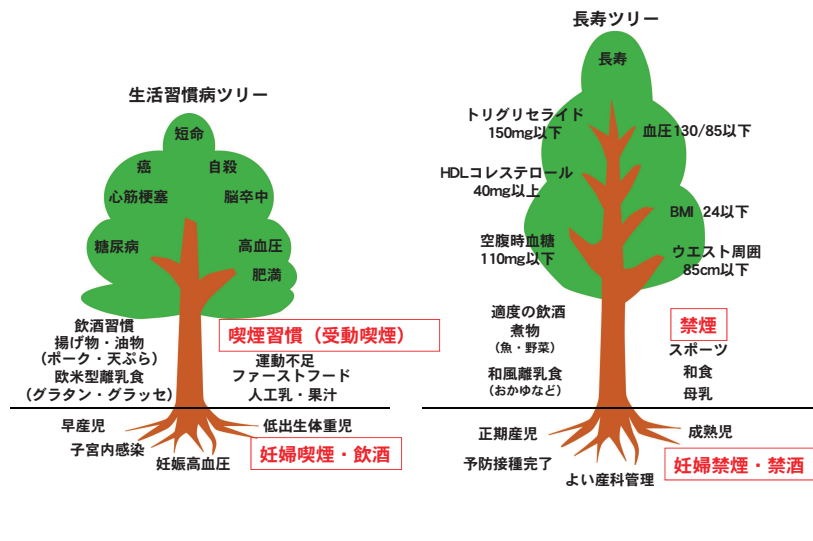 生活習慣病ツリー
短命
癌
自殺
心筋梗塞
脳卒中
糖尿病
高血圧
肥満
飲酒習慣
揚げ物・油物
（ポーク・天ぷら）
欧米型離乳食
（グラタン・グラッセ）
喫煙習慣（受動喫煙）
運動不足
ファーストフード
人工乳・果汁
早産児
子宮内感染
妊娠高血圧
低出生体重児
妊婦喫煙・飲酒
長寿ツリー
長寿
トリグリセライド
150mg以下
血圧130/85以下
HDLコレステロール
40mg以上
BMI 24以下
空腹時血糖
110mg以下
ウエスト周囲
85cm以下
適度の飲酒
煮物
（魚・野菜）
和風離乳食
（おかゆなど）
禁煙
スポーツ
和食
母乳
正期産児
予防接種完了
よい産科管理
成熟児
妊婦禁煙・禁酒